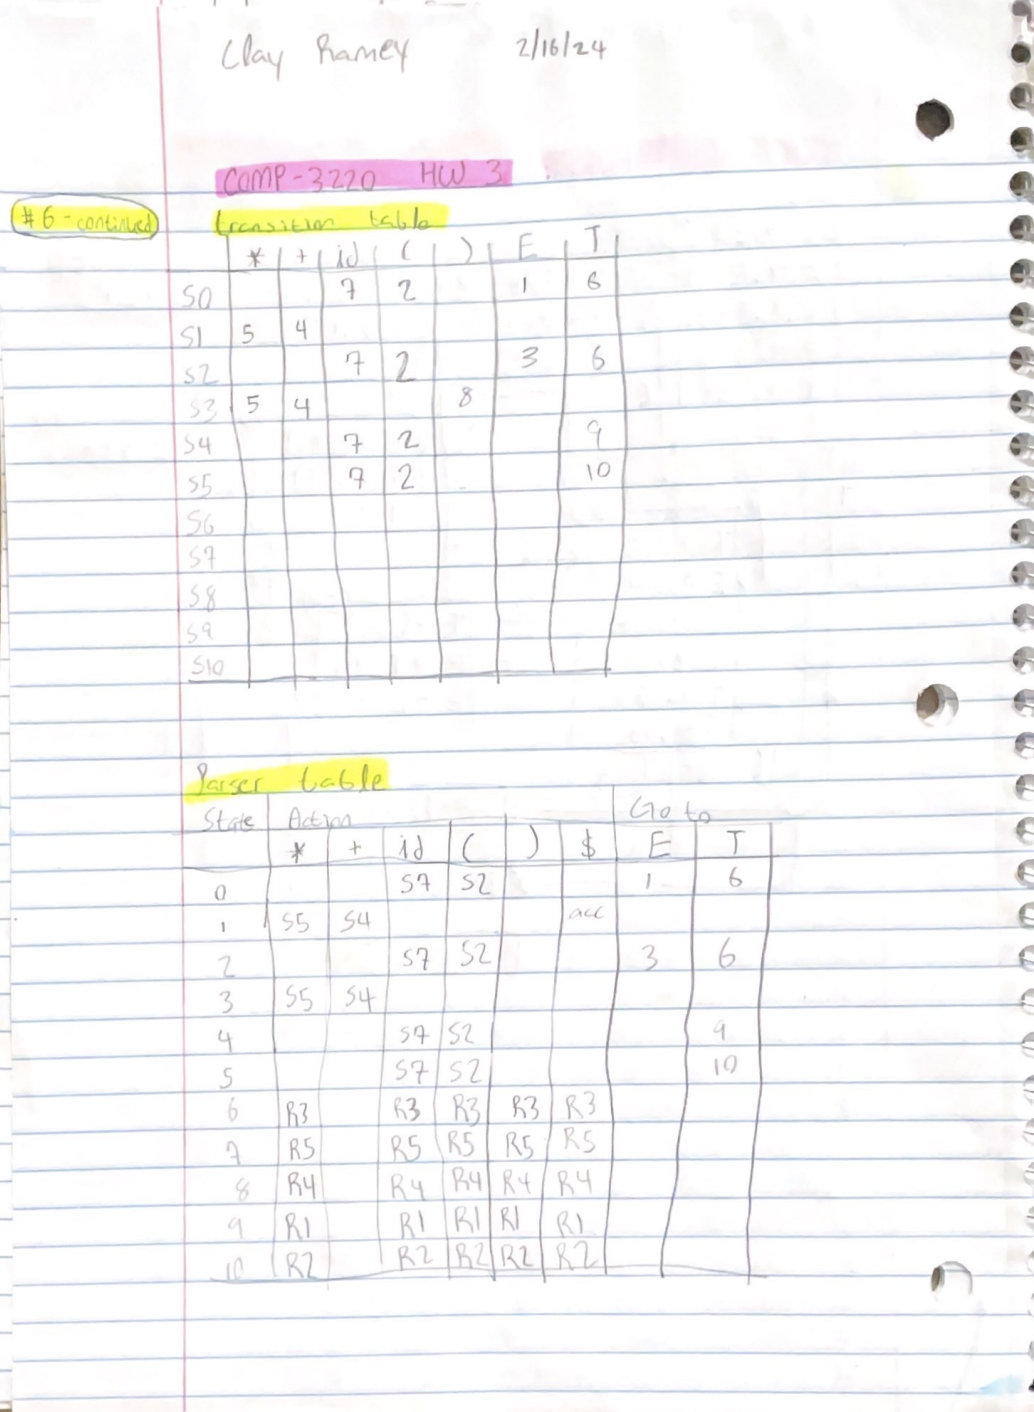 Clay Ramey 2/16/24
COMP-3220 HW 3
#6-continued transition table
* + id ( ) E T
S0 7 2 1 6
S1 5 4
S2 7 2 3 6
S3 5 4 8
S4 7 2 9
S5 7 2 10
S6
S7
S8
S9
S10
Parser table
State Action Go to
* + id ( ) $ E T
0 S7 S2 1 6
1 S5 S4 acc
2 S7 S2 3 6
3 S5 S4
4 S7 S2 9
5 S7 S2 10
6 R3 R3 R3 R3 R3
7 R5 R5 R5 R5 R5
8 R4 R4 R4 R4 R4
9 R1 R1 R1 R1 R1
10 R2 R2 R2 R2 R2